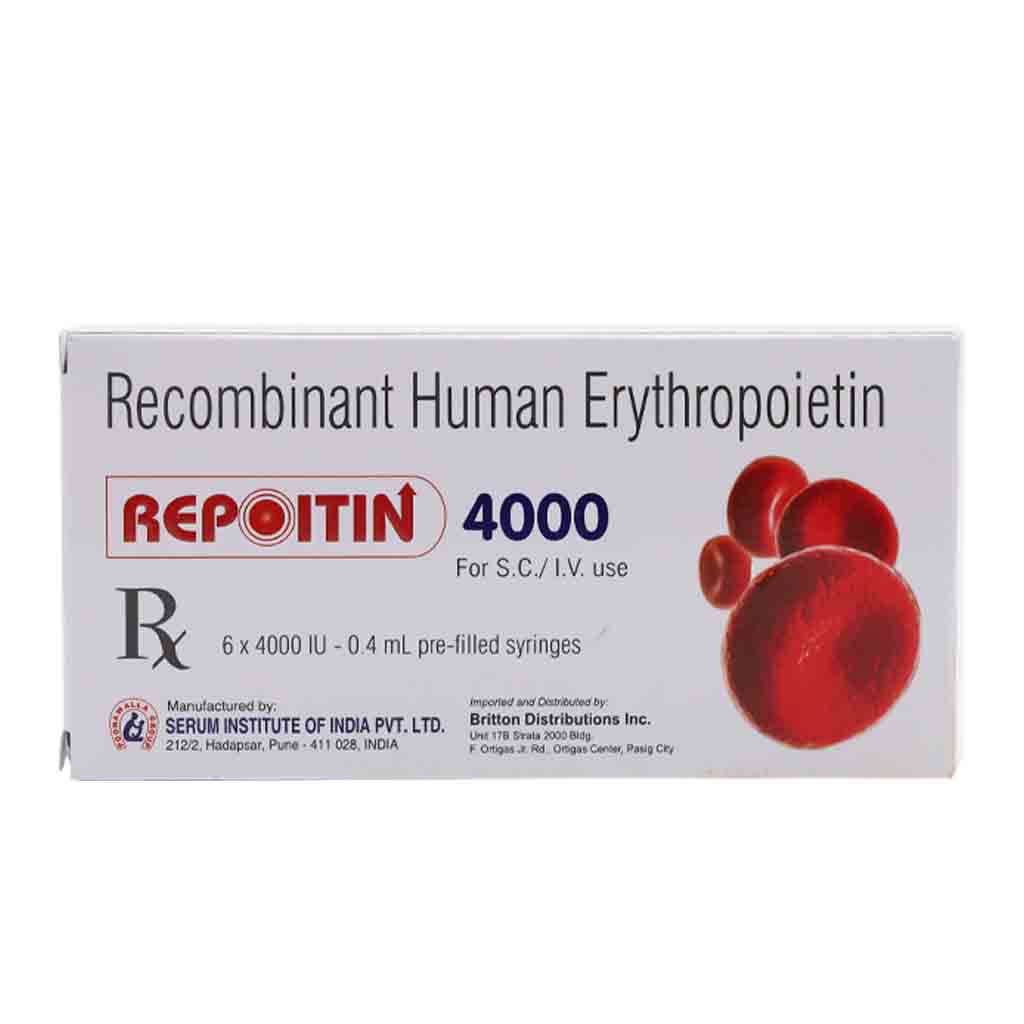 Recombinant Human Erythropoietin
REPOITIN 4000
For S.C./ I.V. use
Rx
6 x 4000 IU - 0.4 mL pre-filled syringes
POONAWALLA GROUP
Manufactured by:
SERUM INSTITUTE OF INDIA PVT. LTD.
212/2, Hadapsar, Pune - 411 028, INDIA
Imported and Distributed by:
Britton Distributions Inc.
Unit 17B Strata 2000 Bldg.
F. Ortigas Jr. Rd., Ortigas Center, Pasig City